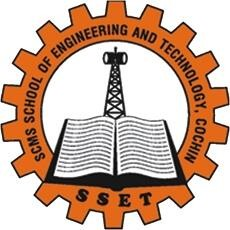 SCMS SCHOOL OF ENGINEERING AND TECHNOLOGY, COCHIN
SSET